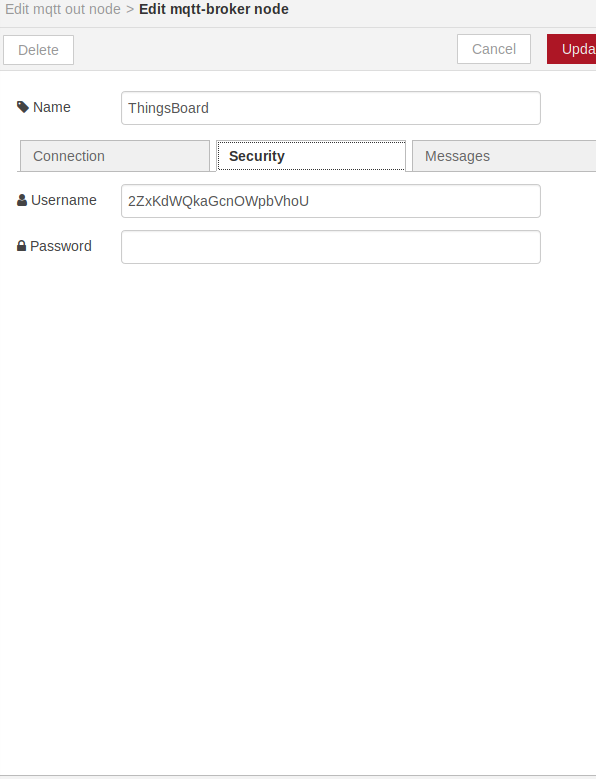 Edit mqtt out node > Edit mqtt-broker node
Delete Cancel Upda
Name ThingsBoard
Connection Security Messages
Username 2ZxKdWQkaGcnOWpbVhoU
Password